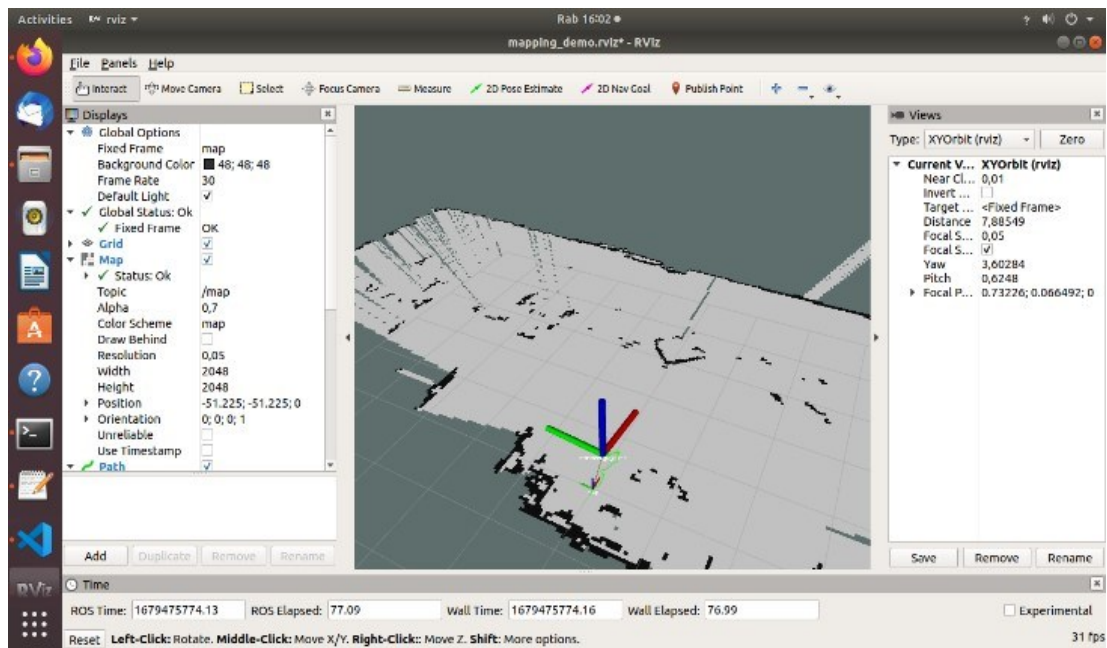 Activities rviz Rab 16:02
mapping_demo.rviz* - RViz
File Panels Help
Interact Move Camera Select Focus Camera Measure 2D Pose Estimate 2D Nav Goal Publish Point
Displays
Global Options
Fixed Frame map
Background Color 48; 48; 48
Frame Rate 30
Default Light
Global Status: Ok
Fixed Frame OK
Grid
Map
Status: Ok
Topic /map
Alpha 0,7
Color Scheme map
Draw Behind
Resolution 0,05
Width 2048
Height 2048
Position -51.225; -51.225; 0
Orientation 0; 0; 0; 1
Unreliable
Use Timestamp
Path
Add Duplicate Remove Rename
Views
Type: XYOrbit (rviz) Zero
Current V... XYOrbit (rviz)
Near Cl... 0,01
Invert ...
Target ... <Fixed Frame>
Distance 7,88549
Focal S... 0,05
Focal S...
Yaw 3,60284
Pitch 0,6248
Focal P... 0.73226; 0.066492; 0
Save Remove Rename
Time
ROS Time: 1679475774.13 ROS Elapsed: 77.09 Wall Time: 1679475774.16 Wall Elapsed: 76.99 Experimental
Reset Left-Click: Rotate. Middle-Click: Move X/Y. Right-Click:: Move Z. Shift: More options. 31 fps
RViz